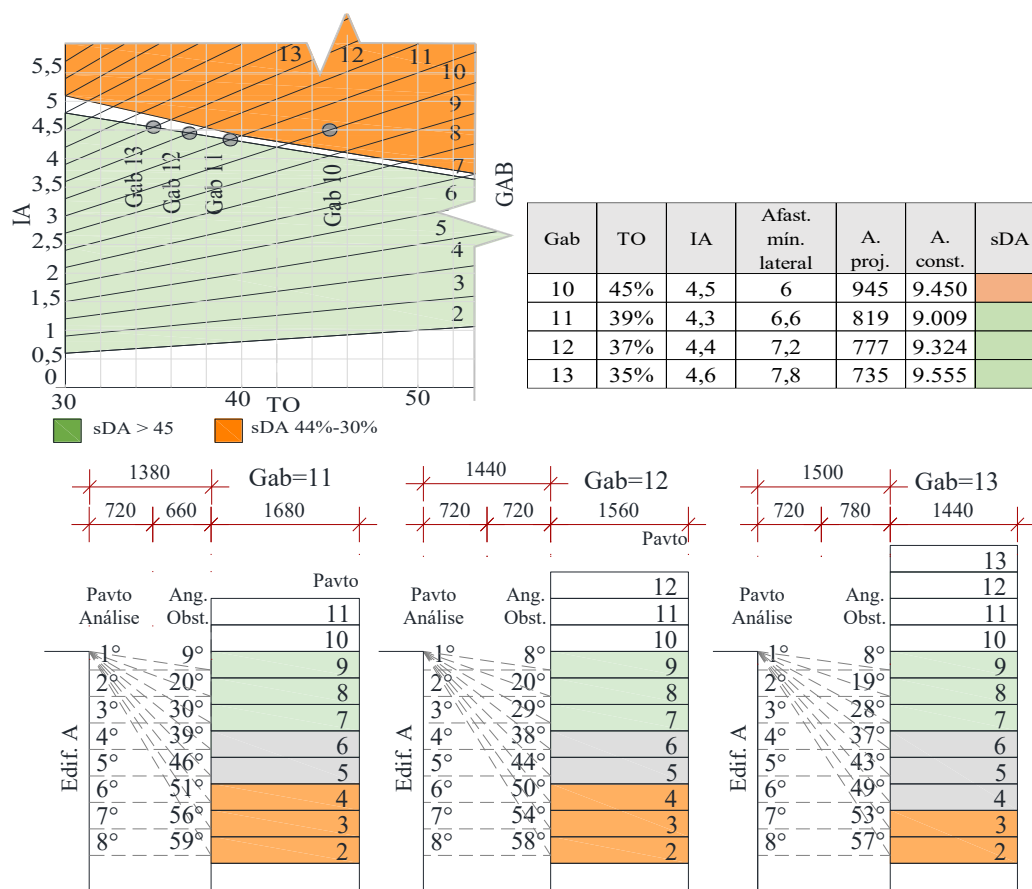 5,5
5
4,5
4
3,5
3
2,5
2
1,5
1
0,5
0
IA
30 40 50
TO
GAB
13 12 11
10
9
8
7
6
5
4
3
2
Gab 13
Gab 12
Gab 11
Gab 10
sDA > 45 sDA 44%-30%
Gab TO IA Afast. mín. lateral A. proj. A. const. sDA
10 45% 4,5 6 945 9.450
11 39% 4,3 6,6 819 9.009
12 37% 4,4 7,2 777 9.324
13 35% 4,6 7,8 735 9.555
1380 Gab=11
720 660 1680
Pavto Análise
Ang. Obst.
Pavto
11
10
1° 9° 9
2° 20° 8
3° 30° 7
4° 39° 6
5° 46° 5
6° 51° 4
7° 56° 3
8° 59° 2
Edif. A
1440 Gab=12
720 720 1560
Pavto
Pavto Análise
Ang. Obst.
12
11
10
1° 8° 9
2° 20° 8
3° 29° 7
4° 38° 6
5° 44° 5
6° 50° 4
7° 54° 3
8° 58° 2
Edif. A
1500 Gab=13
720 780 1440
Pavto Análise
Ang. Obst.
13
12
11
10
1° 8° 9
2° 19° 8
3° 28° 7
4° 37° 6
5° 43° 5
6° 49° 4
7° 53° 3
8° 57° 2
Edif. A